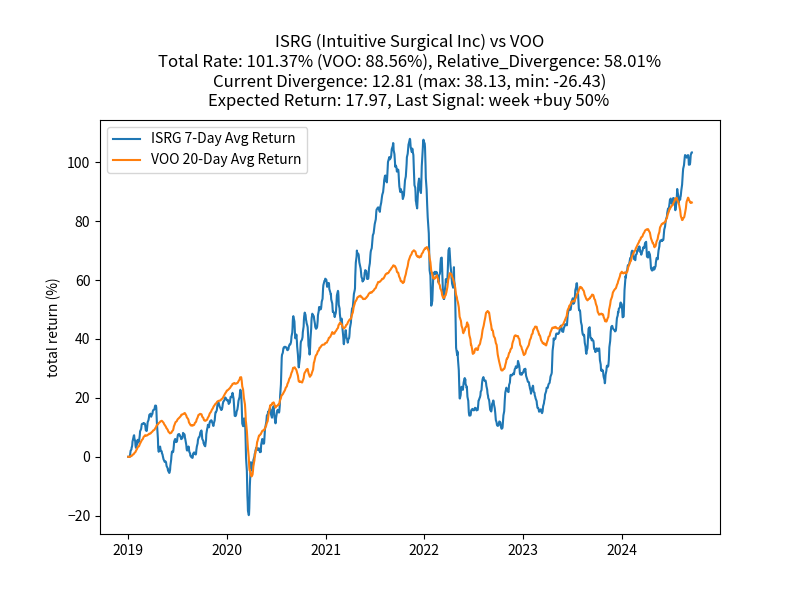 ISRG (Intuitive Surgical Inc) vs VOO
Total Rate: 101.37% (VOO: 88.56%), Relative_Divergence: 58.01%
Current Divergence: 12.81 (max: 38.13, min: -26.43)
Expected Return: 17.97, Last Signal: week +buy 50%
ISRG 7-Day Avg Return
VOO 20-Day Avg Return
total return (%)
100
80
60
40
20
0
−20
2019 2020 2021 2022 2023 2024